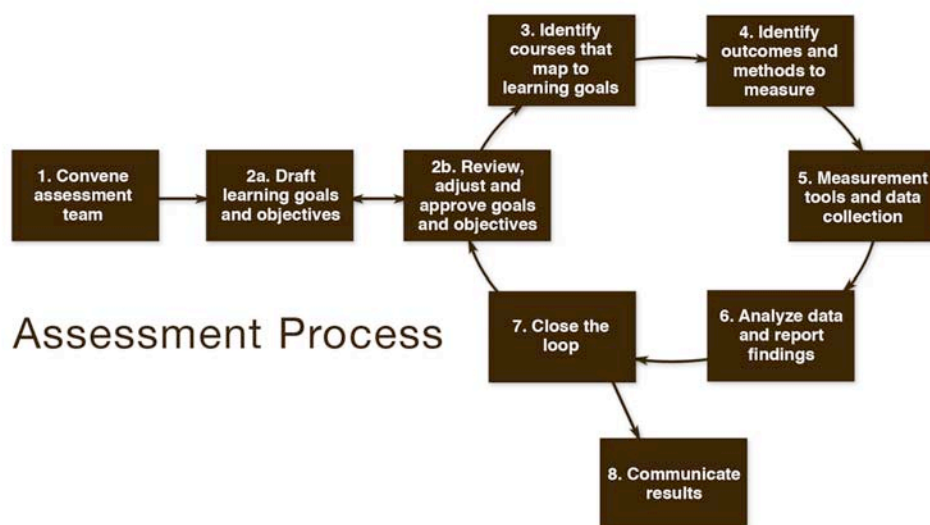 1. Convene
assessment
team
2a. Draft
learning goals
and objectives
2b. Review,
adjust and
approve goals
and objectives
3. Identify
courses that
map to
learning goals
4. Identify
outcomes and
methods to
measure
5. Measurement
tools and data
collection
6. Analyze data
and report
findings
7. Close the
loop
8. Communicate
results
Assessment Process